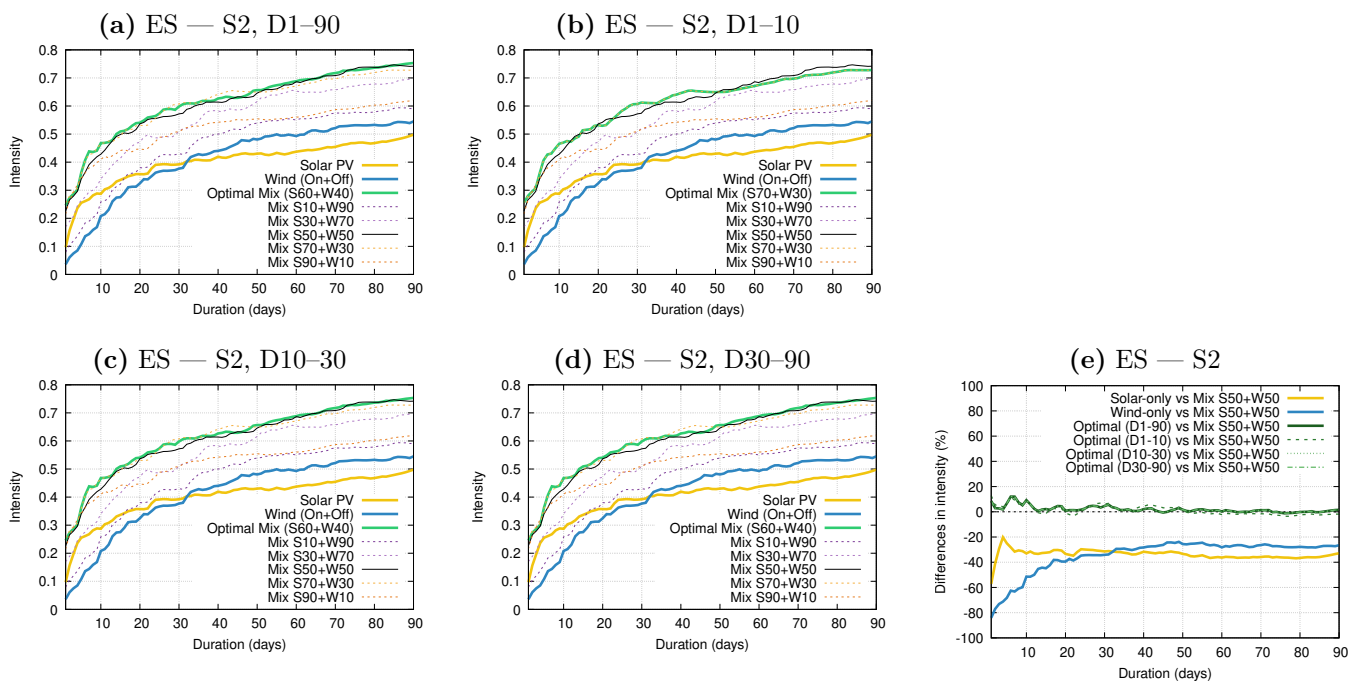 (a) ES — S2, D1–90
0.8
0.7
0.6
0.5
0.4
0.3
0.2
0.1
0
Intensity
10 20 30 40 50 60 70 80 90
Duration (days)
Solar PV
Wind (On+Off)
Optimal Mix (S60+W40)
Mix S10+W90
Mix S30+W70
Mix S50+W50
Mix S70+W30
Mix S90+W10
(b) ES — S2, D1–10
0.8
0.7
0.6
0.5
0.4
0.3
0.2
0.1
0
Intensity
10 20 30 40 50 60 70 80 90
Duration (days)
Solar PV
Wind (On+Off)
Optimal Mix (S70+W30)
Mix S10+W90
Mix S30+W70
Mix S50+W50
Mix S70+W30
Mix S90+W10
(c) ES — S2, D10–30
0.8
0.7
0.6
0.5
0.4
0.3
0.2
0.1
0
Intensity
10 20 30 40 50 60 70 80 90
Duration (days)
Solar PV
Wind (On+Off)
Optimal Mix (S60+W40)
Mix S10+W90
Mix S30+W70
Mix S50+W50
Mix S70+W30
Mix S90+W10
(d) ES — S2, D30–90
0.8
0.7
0.6
0.5
0.4
0.3
0.2
0.1
0
Intensity
10 20 30 40 50 60 70 80 90
Duration (days)
Solar PV
Wind (On+Off)
Optimal Mix (S60+W40)
Mix S10+W90
Mix S30+W70
Mix S50+W50
Mix S70+W30
Mix S90+W10
(e) ES — S2
100
80
60
40
20
0
-20
-40
-60
-80
-100
Differences in intensity (%)
10 20 30 40 50 60 70 80 90
Duration (days)
Solar-only vs Mix S50+W50
Wind-only vs Mix S50+W50
Optimal (D1-90) vs Mix S50+W50
Optimal (D1-10) vs Mix S50+W50
Optimal (D10-30) vs Mix S50+W50
Optimal (D30-90) vs Mix S50+W50